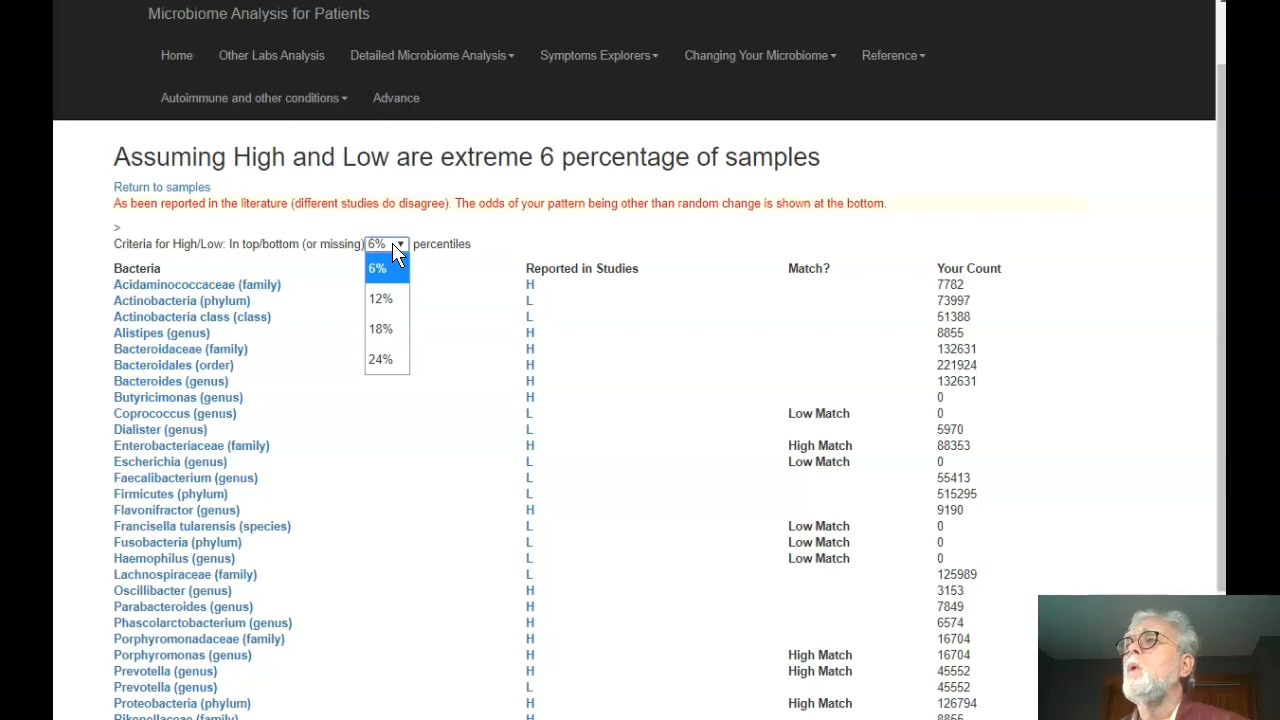 Microbiome Analysis for Patients
Home Other Labs Analysis Detailed Microbiome Analysis Symptoms Explorers Changing Your Microbiome Reference
Autoimmune and other conditions Advance
Assuming High and Low are extreme 6 percentage of samples
Return to samples
As been reported in the literature (different studies do disagree). The odds of your pattern being other than random change is shown at the bottom.
>
Criteria for High/Low: In top/bottom (or missing) 6% percentiles
6%
12%
18%
24%
Bacteria Reported in Studies Match? Your Count
Acidaminococcaceae (family) H 7782
Actinobacteria (phylum) L 73997
Actinobacteria class (class) L 51388
Alistipes (genus) H 8855
Bacteroidaceae (family) H 132631
Bacteroidales (order) H 221924
Bacteroides (genus) H 132631
Butyricimonas (genus) H 0
Coprococcus (genus) L Low Match 0
Dialister (genus) L 5970
Enterobacteriaceae (family) H High Match 88353
Escherichia (genus) L Low Match 0
Faecalibacterium (genus) L 55413
Firmicutes (phylum) L 515295
Flavonifractor (genus) H 9190
Francisella tularensis (species) L Low Match 0
Fusobacteria (phylum) L Low Match 0
Haemophilus (genus) L Low Match 0
Lachnospiraceae (family) L 125989
Oscillibacter (genus) H 3153
Parabacteroides (genus) H 7849
Phascolarctobacterium (genus) H 6574
Porphyromonadaceae (family) H 16704
Porphyromonas (genus) H High Match 16704
Prevotella (genus) H High Match 45552
Prevotella (genus) L 45552
Proteobacteria (phylum) H High Match 126794
Rikenellaceae (family) H 8855